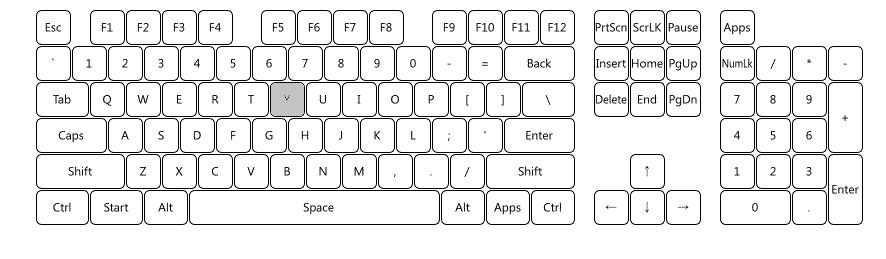 Esc F1 F2 F3 F4 F5 F6 F7 F8 F9 F10 F11 F12 PrtScn ScrLK Pause Apps
` 1 2 3 4 5 6 7 8 9 0 - = Back Insert Home PgUp NumLk / * -
Tab Q W E R T Y U I O P [ ] \ Delete End PgDn 7 8 9 +
Caps A S D F G H J K L ; ' Enter 4 5 6
Shift Z X C V B N M , . / Shift ↑ 1 2 3 Enter
Ctrl Start Alt Space Alt Apps Ctrl ← ↓ → 0 .